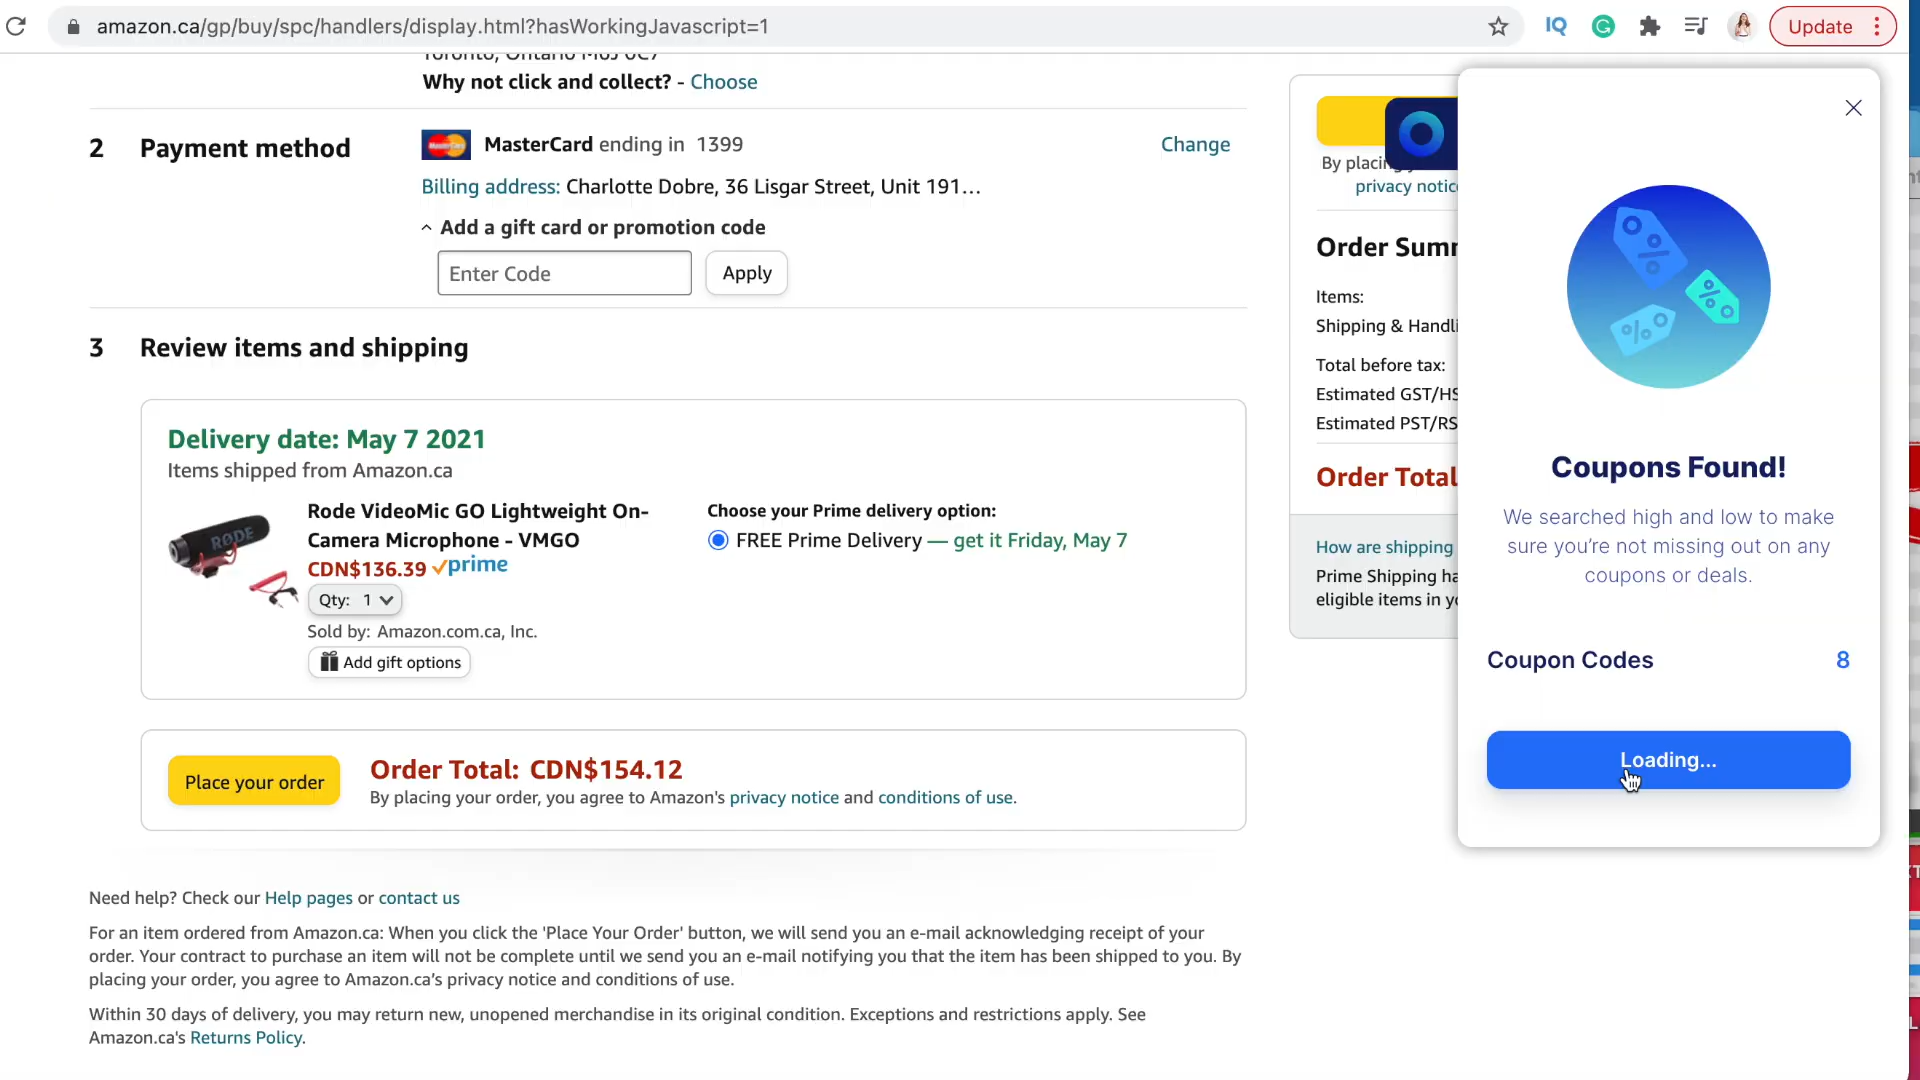 amazon.ca/gp/buy/spc/handlers/display.html?hasWorkingJavascript=1
IQ
Update
Toronto, Ontario M6J 0C7
Why not click and collect? - Choose
2 Payment method
MasterCard ending in 1399
Change
Billing address: Charlotte Dobre, 36 Lisgar Street, Unit 191...
Add a gift card or promotion code
Enter Code
Apply
3 Review items and shipping
Delivery date: May 7 2021
Items shipped from Amazon.ca
RØDE
Rode VideoMic GO Lightweight On-
Camera Microphone - VMGO
CDN$136.39 prime
Qty: 1
Sold by: Amazon.com.ca, Inc.
Add gift options
Choose your Prime delivery option:
FREE Prime Delivery — get it Friday, May 7
Place your order
Order Total: CDN$154.12
By placing your order, you agree to Amazon's privacy notice and conditions of use.
Need help? Check our Help pages or contact us
For an item ordered from Amazon.ca: When you click the 'Place Your Order' button, we will send you an e-mail acknowledging receipt of your
order. Your contract to purchase an item will not be complete until we send you an e-mail notifying you that the item has been shipped to you. By
placing your order, you agree to Amazon.ca's privacy notice and conditions of use.
Within 30 days of delivery, you may return new, unopened merchandise in its original condition. Exceptions and restrictions apply. See
Amazon.ca's Returns Policy.
By placing
privacy notice
Order Summ
Items:
Shipping & Handli
Total before tax:
Estimated GST/HS
Estimated PST/RS
Order Total
How are shipping
Prime Shipping ha
eligible items in yo
Coupons Found!
We searched high and low to make
sure you're not missing out on any
coupons or deals.
Coupon Codes 8
Loading...